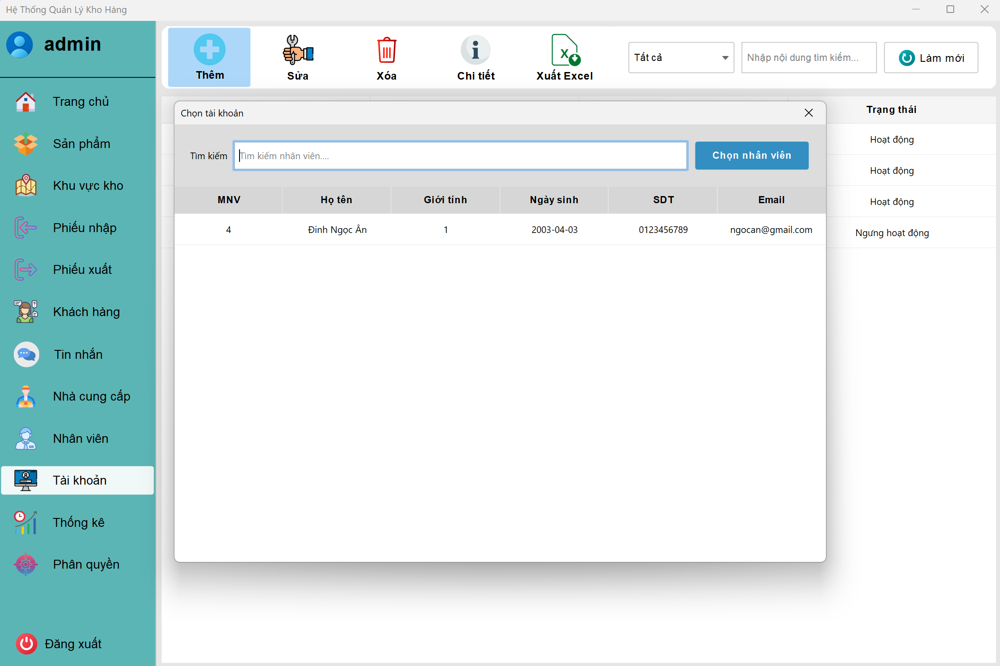 Hệ Thống Quản Lý Kho Hàng
admin
Trang chủ
Sản phẩm
Khu vực kho
Phiếu nhập
Phiếu xuất
Khách hàng
Tin nhắn
Nhà cung cấp
Nhân viên
Tài khoản
Thống kê
Phân quyền
Đăng xuất
Thêm
Sửa
Xóa
Chi tiết
Xuất Excel
Tất cả
Nhập nội dung tìm kiếm...
Làm mới
Trạng thái
Hoạt động
Hoạt động
Hoạt động
Ngưng hoạt động
Chọn tài khoản
Tìm kiếm
Tìm kiếm nhân viên....
Chọn nhân viên
MNV Họ tên Giới tính Ngày sinh SDT Email
4 Đinh Ngọc Ân 1 2003-04-03 0123456789 ngocan@gmail.com